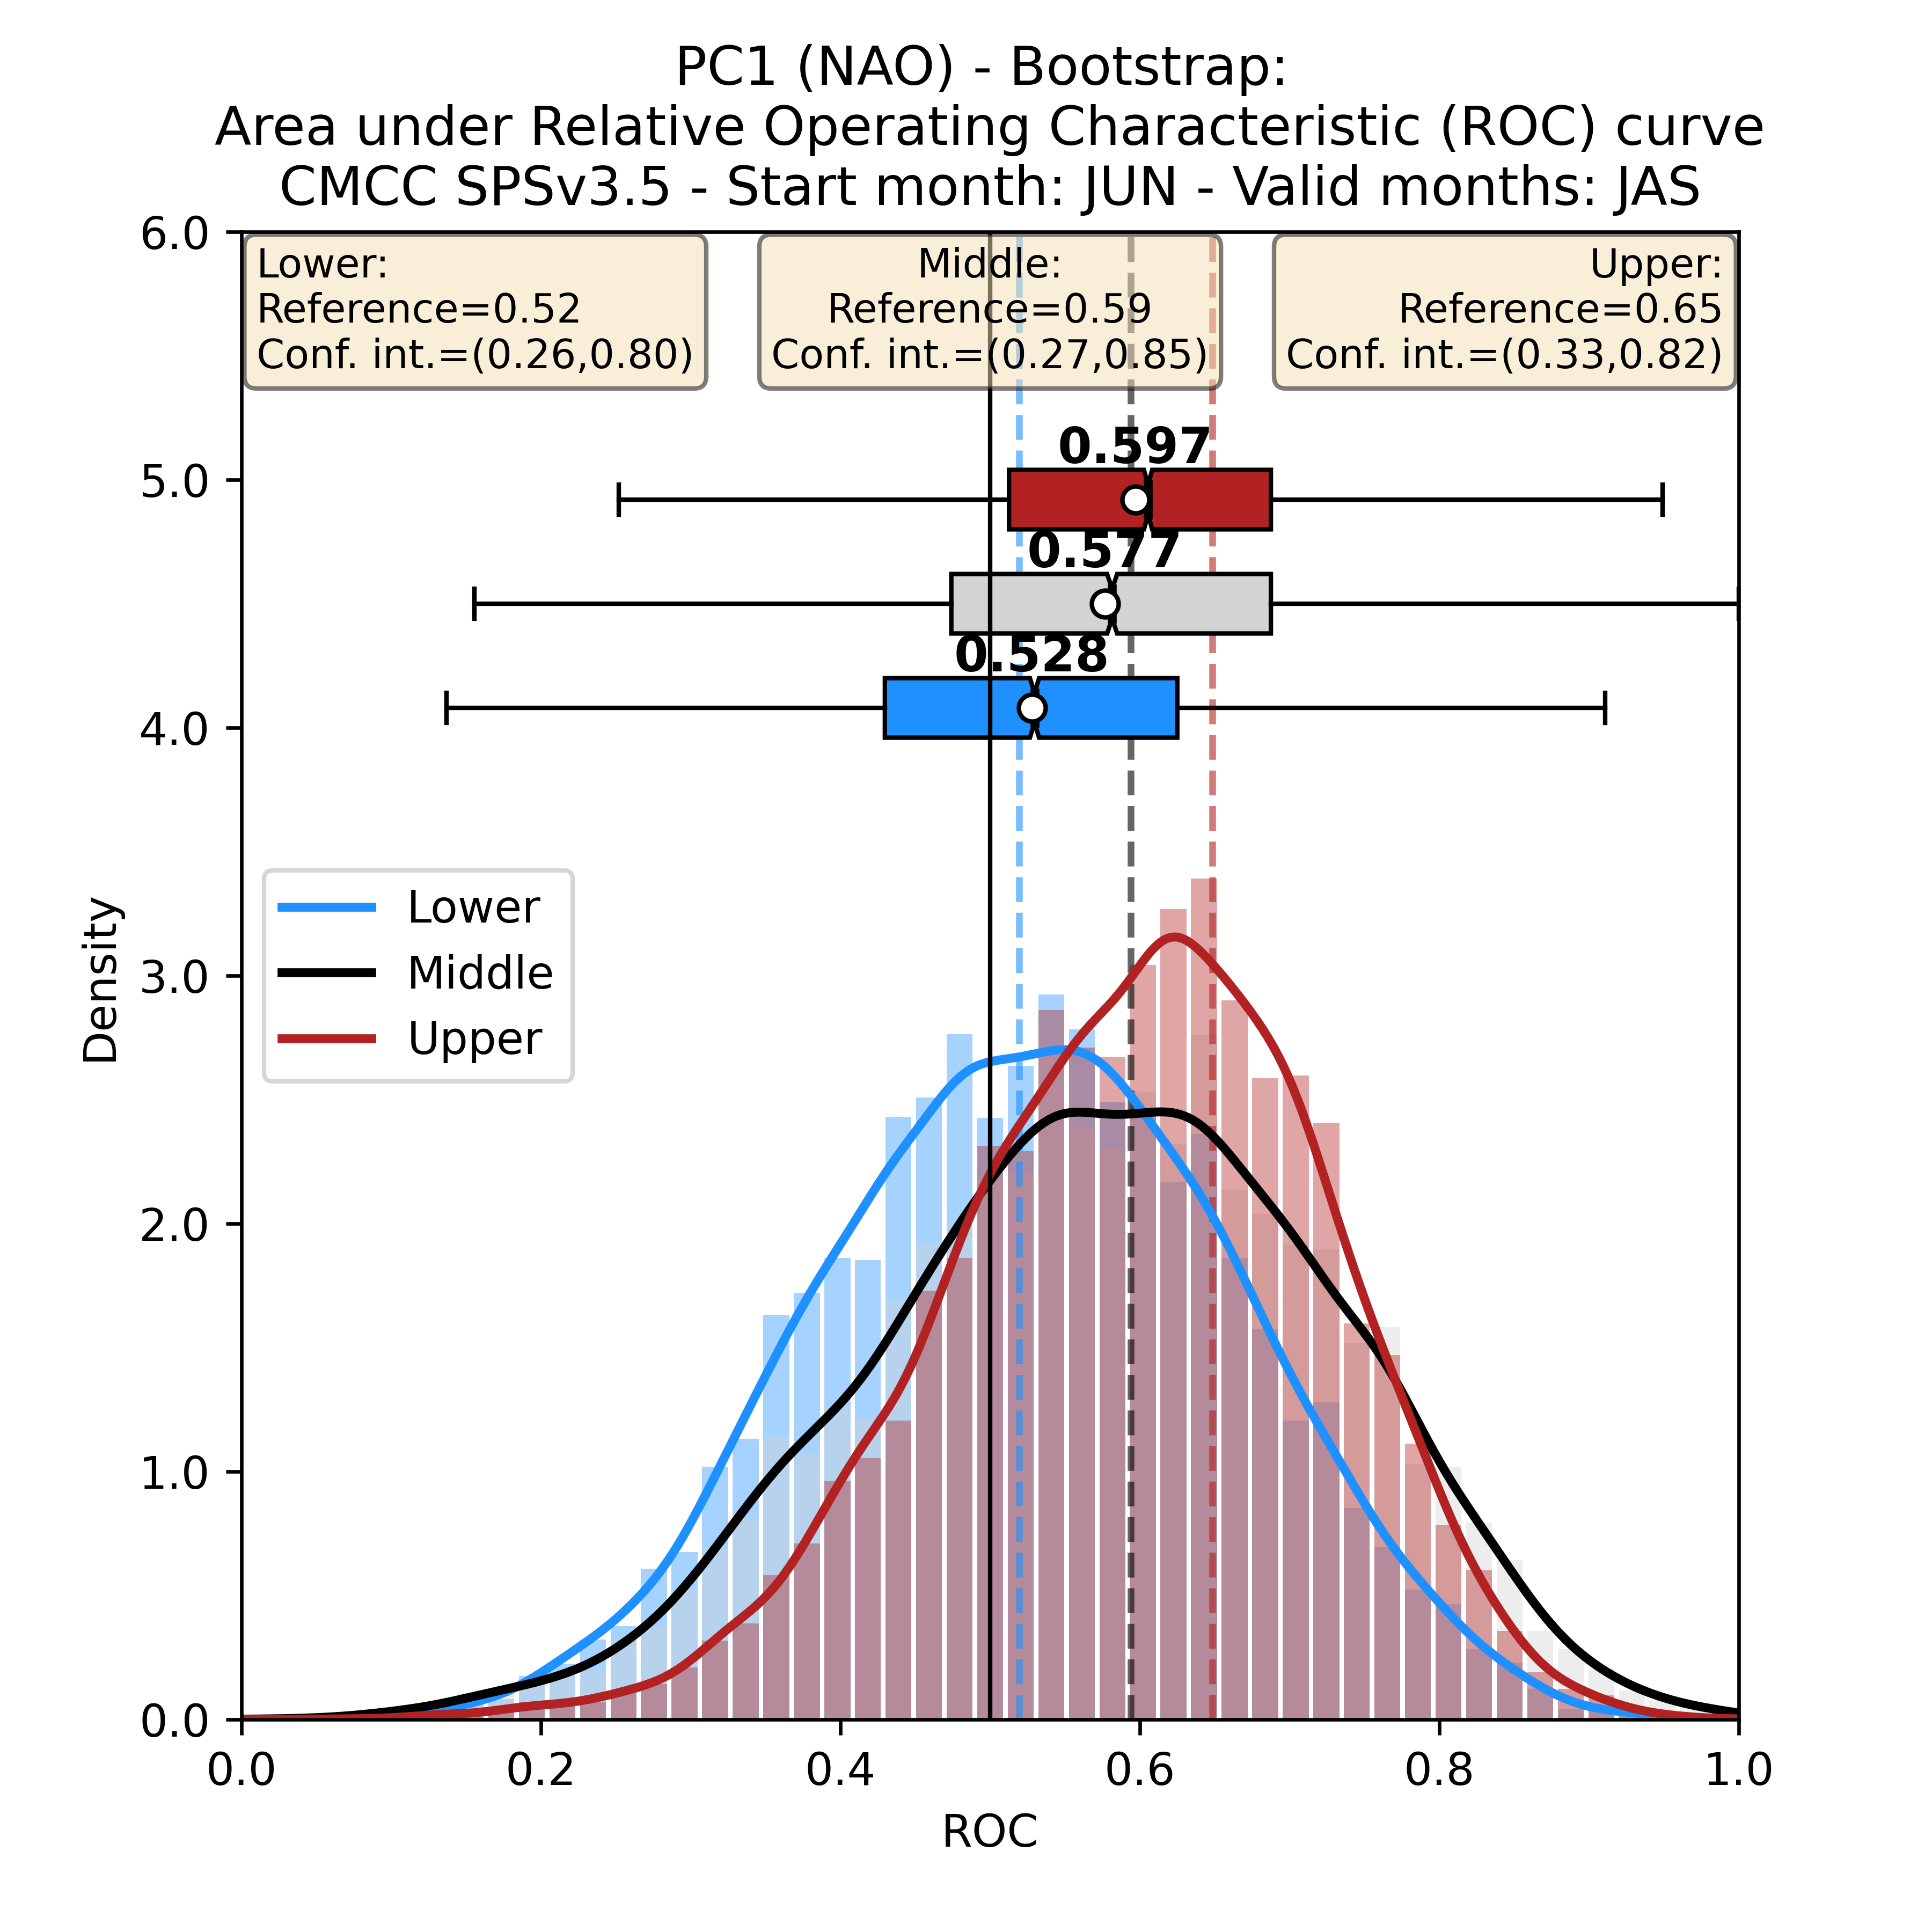 PC1 (NAO) - Bootstrap:
Area under Relative Operating Characteristic (ROC) curve
CMCC SPSv3.5 - Start month: JUN - Valid months: JAS
6.0
Lower:
Reference=0.52
Conf. int.=(0.26,0.80)
Middle:
Reference=0.59
Conf. int.=(0.27,0.85)
Upper:
Reference=0.65
Conf. int.=(0.33,0.82)
0.597
5.0
0.577
0.528
4.0
Lower
Middle
Upper
Density
3.0
2.0
1.0
0.0
0.0
0.2
0.4
0.6
0.8
1.0
ROC